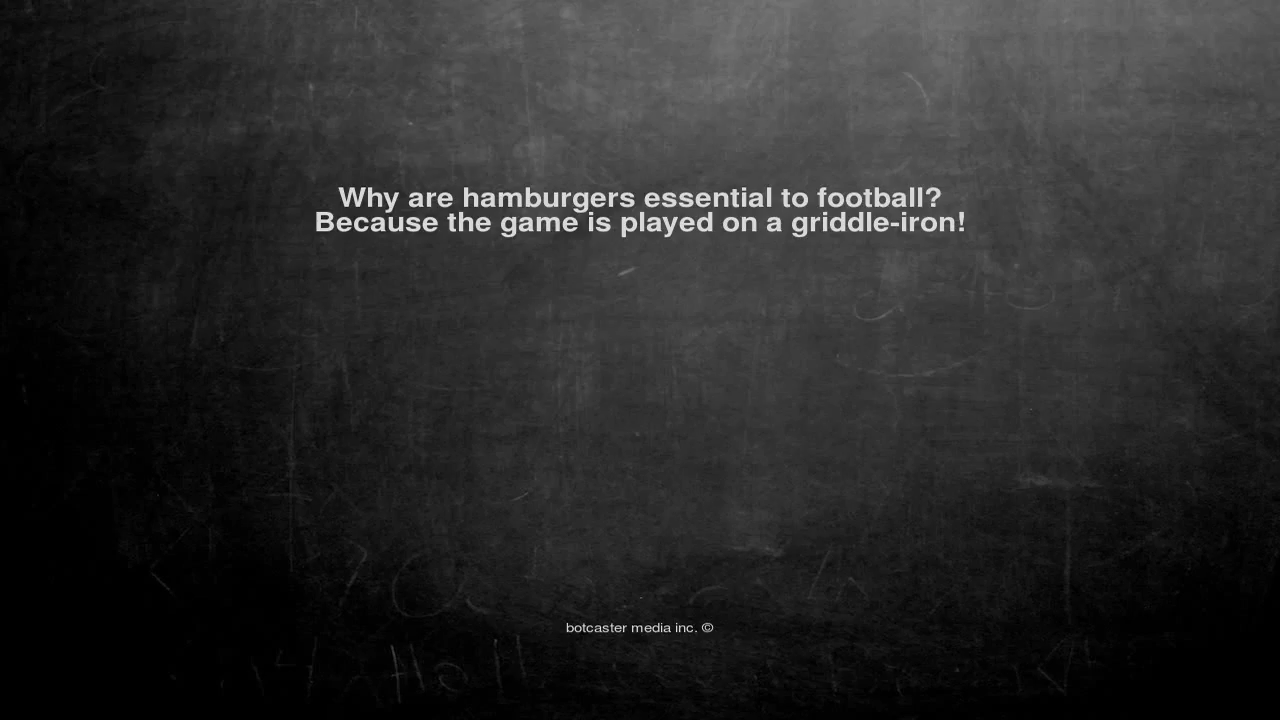 Why are hamburgers essential to football?
Because the game is played on a griddle-iron!
botcaster media inc. ©